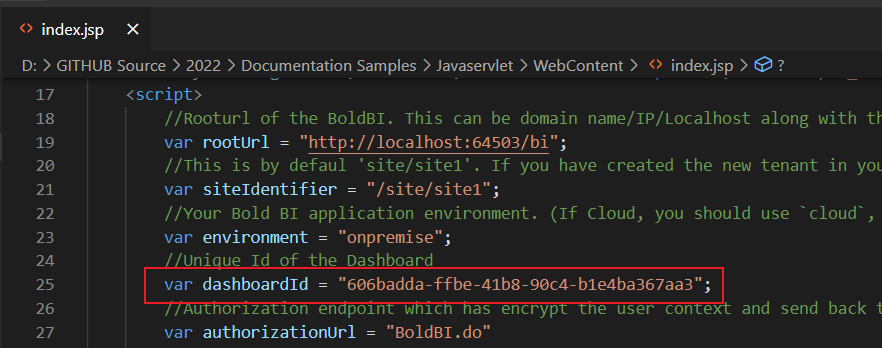 index.jsp
D: > GITHUB Source > 2022 > Documentation Samples > Javaservlet > WebContent > index.jsp > ?
17 <script>
18 //Rooturl of the BoldBI. This can be domain name/IP/Localhost along with th
19 var rootUrl = "http://localhost:64503/bi";
20 //This is by defaul 'site/site1'. If you have created the new tenant in you
21 var siteIdentifier = "/site/site1";
22 //Your Bold BI application environment. (If Cloud, you should use `cloud`,
23 var environment = "onpremise";
24 //Unique Id of the Dashboard
25 var dashboardId = "606badda-ffbe-41b8-90c4-b1e4ba367aa3";
26 //Authorization endpoint which has encrypt the user context and send back t
27 var authorizationUrl = "BoldBI.do"